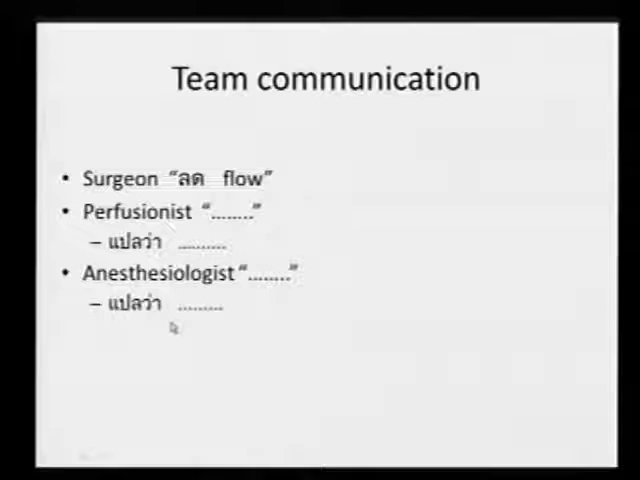 Team communication
• Surgeon “ลด flow”
• Perfusionist “........”
– แปลว่า ..........
• Anesthesiologist “........”
– แปลว่า .........